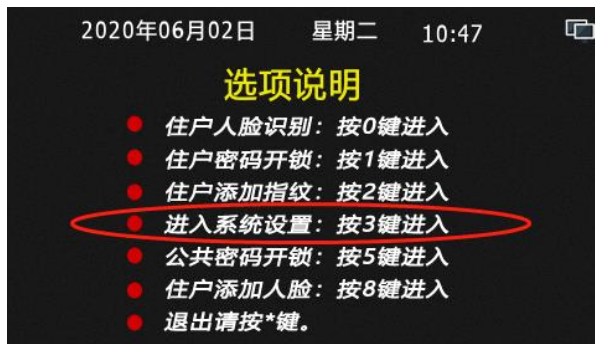 2020年06月02日 星期二 10:47
选项说明
住户人脸识别：按0键进入
住户密码开锁：按1键进入
住户添加指纹：按2键进入
进入系统设置：按3键进入
公共密码开锁：按5键进入
住户添加人脸：按8键进入
退出请按*键。